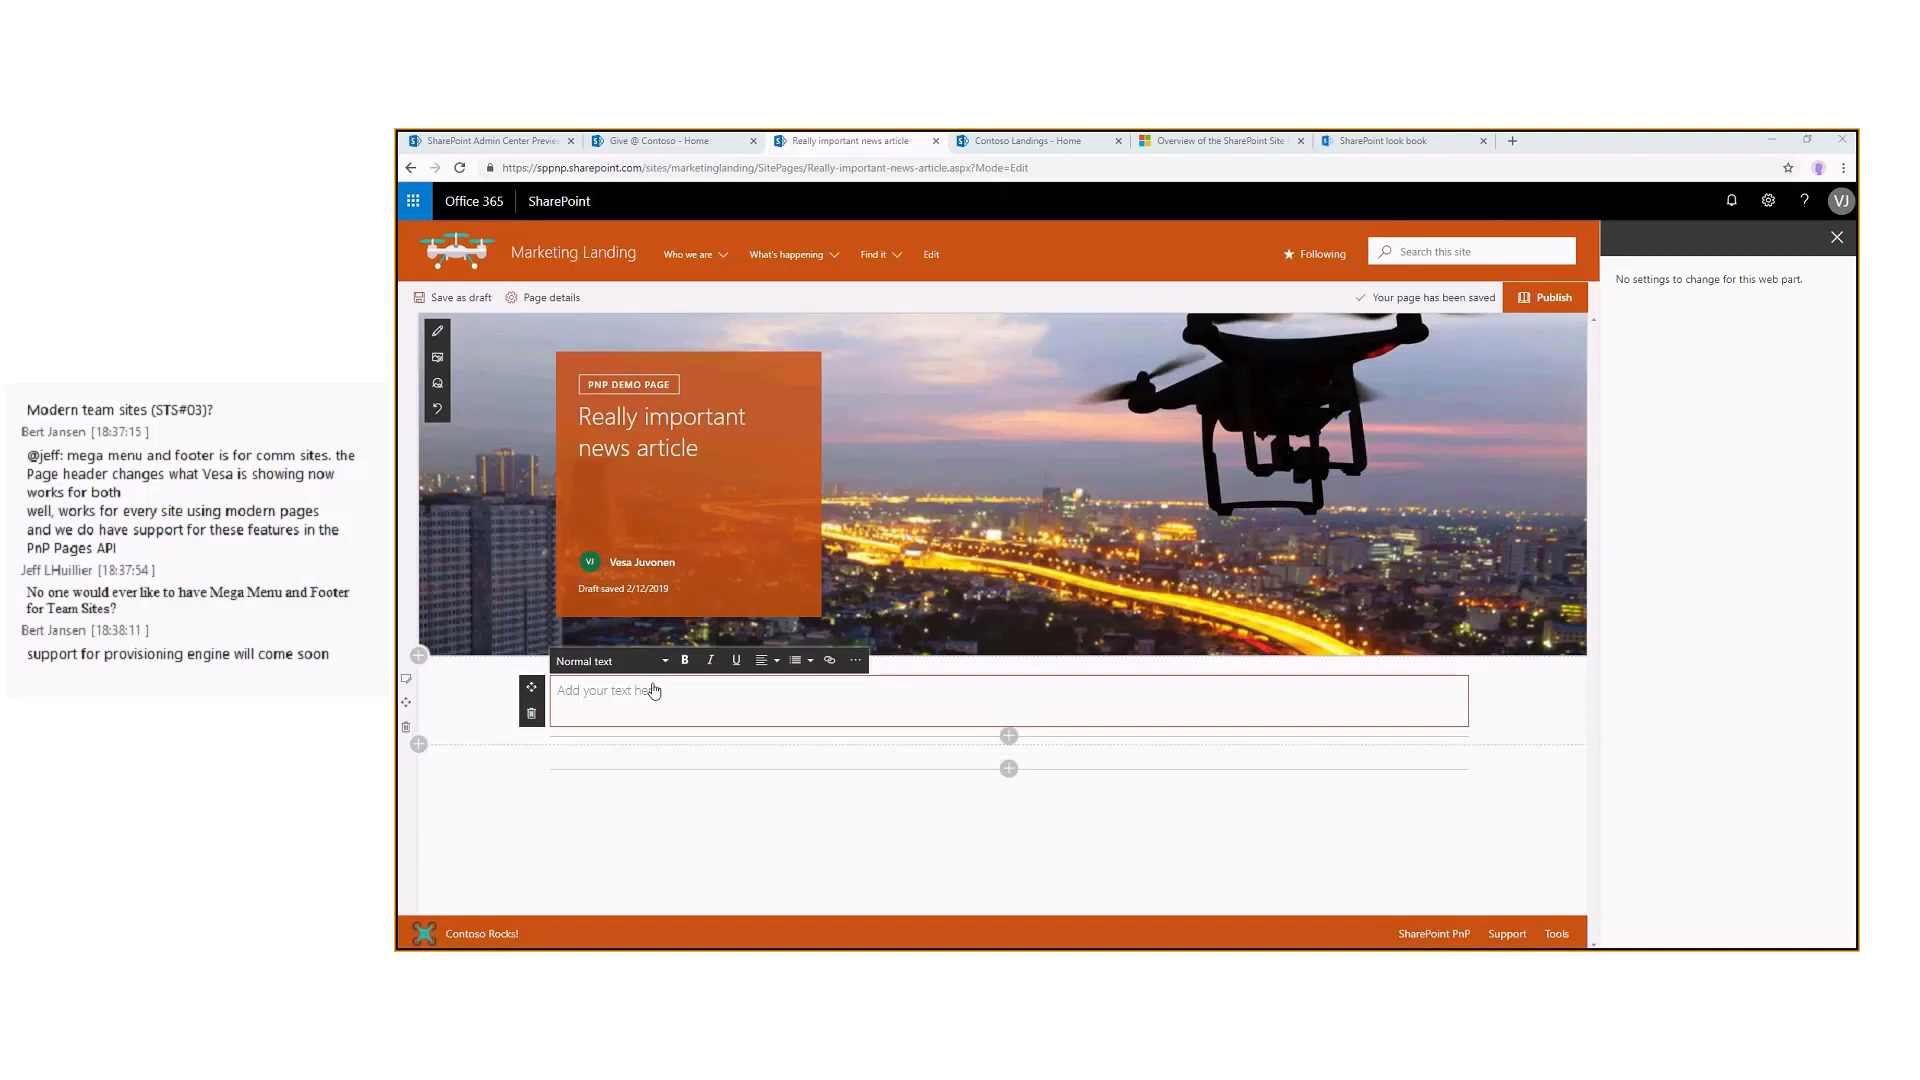 Modern team sites (STS#03)?
Bert Jansen [18:37:15 ]
@jeff: mega menu and footer is for comm sites. the
Page header changes what Vesa is showing now
works for both
well, works for every site using modern pages
and we do have support for these features in the
PnP Pages API
Jeff LHuillier [18:37:54 ]
No one would ever like to have Mega Menu and Footer
for Team Sites?
Bert Jansen [18:38:11 ]
support for provisioning engine will come soon
SharePoint Admin Center Preview
Give @ Contoso - Home
Really important news article
Contoso Landings - Home
Overview of the SharePoint Site
SharePoint look book
https://sppnp.sharepoint.com/sites/marketinglanding/SitePages/Really-important-news-article.aspx?Mode=Edit
Office 365
SharePoint
VJ
Marketing Landing
Who we are
What's happening
Find it
Edit
Following
Search this site
No settings to change for this web part.
Save as draft
Page details
Your page has been saved
Publish
PNP DEMO PAGE
Really important
news article
VJ
Vesa Juvonen
Draft saved 2/12/2019
Normal text
B
I
U
Add your text he
Contoso Rocks!
SharePoint PnP
Support
Tools